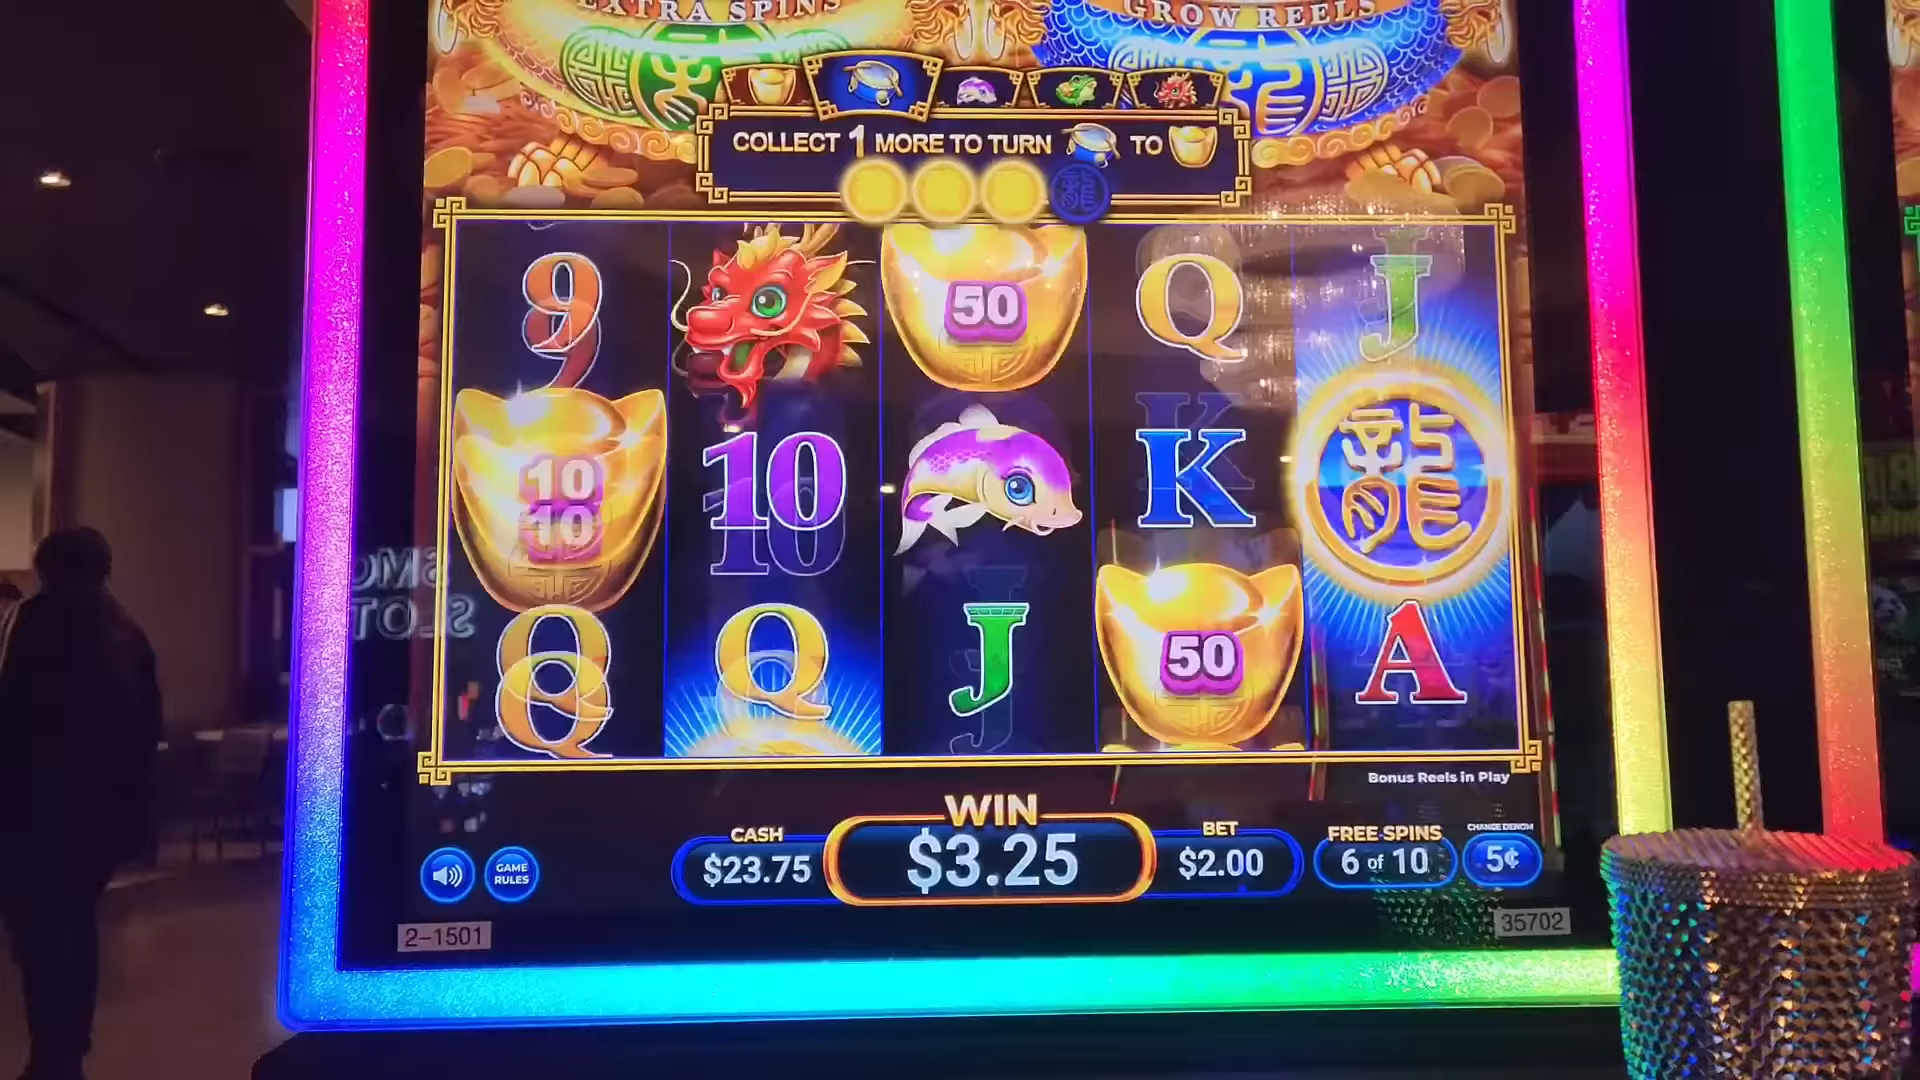 EXTRA SPINS
GROW REELS
COLLECT 1 MORE TO TURN TO
龍
9
50
Q
J
10
10
10
K
龍
Q
Q
J
50
A
Bonus Reels in Play
WIN
$3.25
CASH
$23.75
BET
$2.00
FREE SPINS
6 of 10
CHANGE DENOM
5¢
GAME
RULES
2-1501
35702